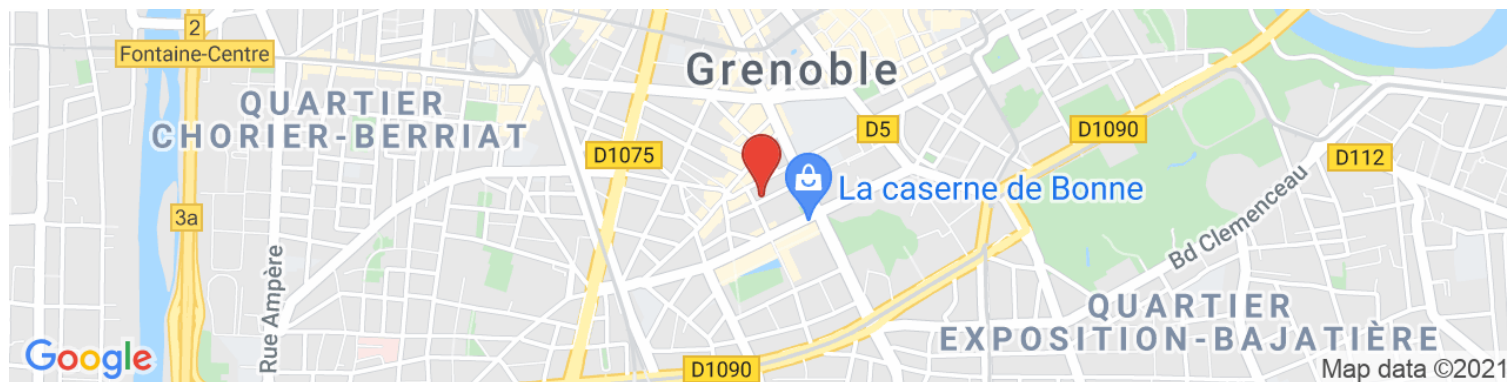 2
Fontaine-Centre
Grenoble
QUARTIER
CHORIER-BERRIAT
D5
D1090
D1075
D112
La caserne de Bonne
3a
Bd Clemenceau
Rue Ampère
QUARTIER
EXPOSITION-BAJATIÈRE
Google
D1090
Map data ©2021